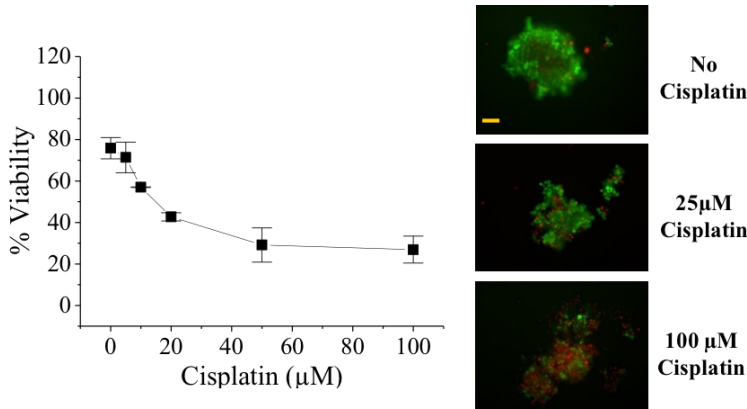 120
100
80
60
40
20
0
% Viability
0 20 40 60 80 100
Cisplatin (µM)
No
Cisplatin
25µM
Cisplatin
100 µM
Cisplatin